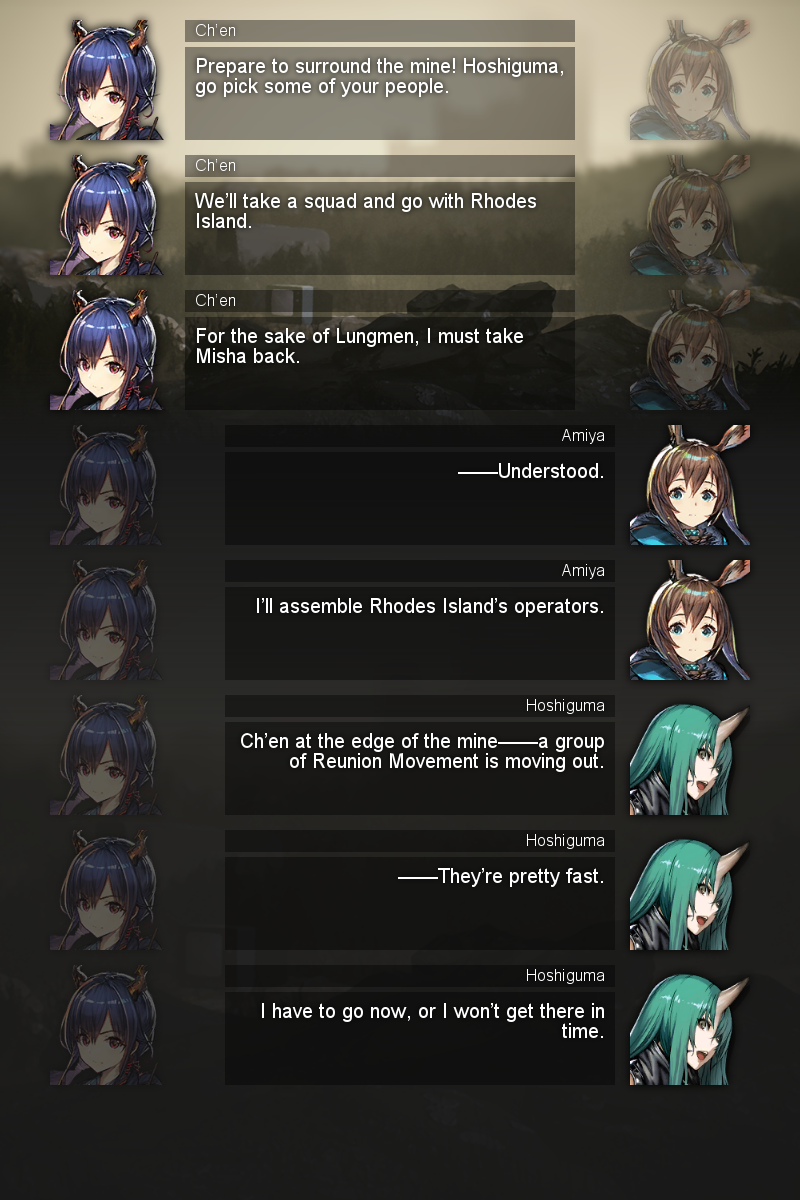 Ch'en
Prepare to surround the mine! Hoshiguma,
go pick some of your people.
Ch'en
We'll take a squad and go with Rhodes
Island.
Ch'en
For the sake of Lungmen, I must take
Misha back.
Amiya
——Understood.
Amiya
I'll assemble Rhodes Island's operators.
Hoshiguma
Ch'en at the edge of the mine——a group
of Reunion Movement is moving out.
Hoshiguma
——They're pretty fast.
Hoshiguma
I have to go now, or I won't get there in
time.